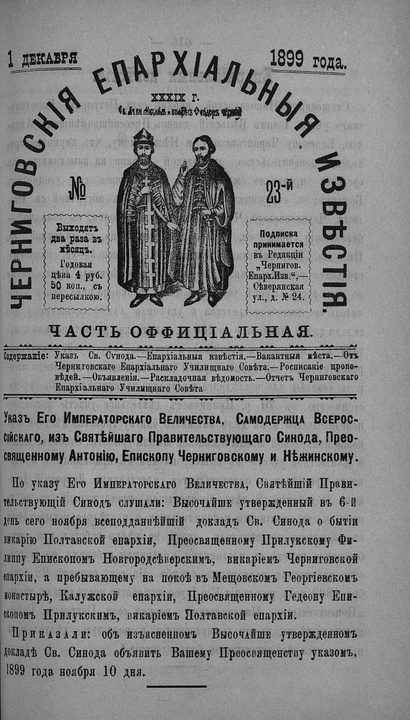 1 ДЕКАБРЯ
1899 года.
ЧЕРНИГОВСКІЯ ЕПАРХІАЛЬНЫЯ ИЗВѢСТІЯ.
XXXIX г.
№
23-й
Выходятъ
два раза въ
мѣсяцъ.
Годовая
цѣна 4 руб.
50 коп., съ
пересылкою.
Подписка
принимается
въ Редакціи
„Чернигов.
Епарх.Изв.“,—
Сѣверянская
ул., д. № 24.
ЧАСТЬ ОФФИЦІАЛЬНАЯ.
Содержаніе: Указъ Св. Сѵнода.—Епархіальныя извѣстія.—Вакантныя мѣста.—Отъ
Черниговскаго Епархіальнаго Училищнаго Совѣта.—Росписаніе пропо-
вѣдей.—Объявленія.—Раскладочная вѣдомость.—Отчетъ Черниговскаго
Епархіальнаго Училищнаго Совѣта.
Указъ Его Императорскаго Величества, Самодержца Всерос-
сійскаго, изъ Святѣйшаго Правительствующаго Синода, Прео-
священному Антонію, Епископу Черниговскому и Нѣжинскому.
По указу Его Императорскаго Величества, Святѣйшій Прави-
тельствующій Синодъ слушали: Высочайше утвержденный въ 6-й
день сего ноября всеподданнѣйшій докладъ Св. Синода о бытіи
викарію Полтавской епархіи, Преосвященному Прилукскому Фи-
липпу Епископомъ Новгородсѣверскимъ, викаріемъ Черниговской
епархіи, а пребывающему на покоѣ въ Мещовскомъ Георгіевскомъ
монастырѣ, Калужской епархіи, Преосвященному Гедеону Епи-
скопомъ Прилукскимъ, викаріемъ Полтавской епархіи.
Приказали: объ изъясненномъ Высочайше утвержденномъ
докладѣ Св. Синода объявить Вашему Преосвященству указомъ.
1899 года ноября 10 дня.